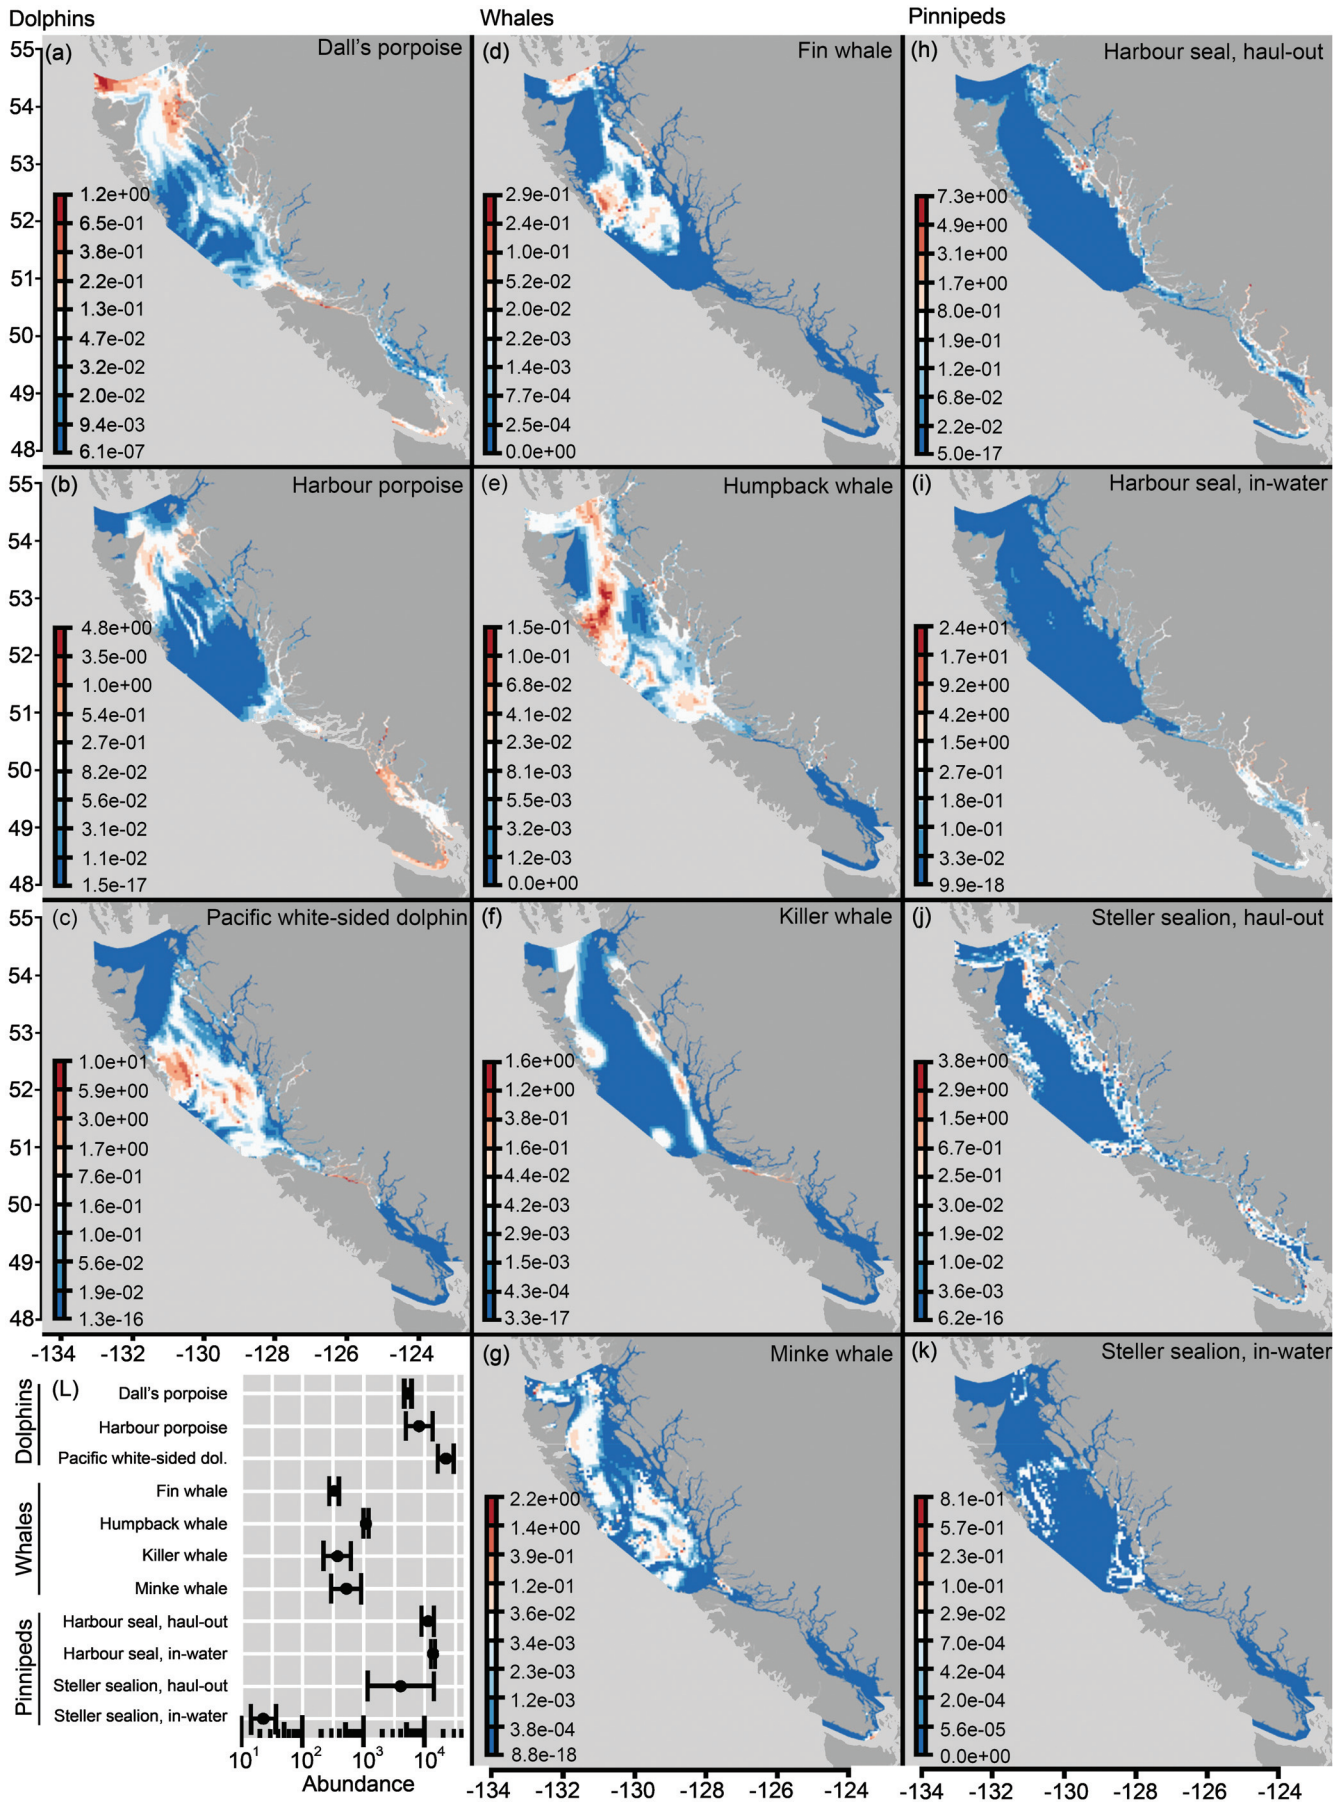 Dolphins
Whales
Pinnipeds
(a)
Dall's porpoise
55
54
53
52
51
50
49
48
1.2e+00
6.5e-01
3.8e-01
2.2e-01
1.3e-01
4.7e-02
3.2e-02
2.0e-02
9.4e-03
6.1e-07
(d)
Fin whale
2.9e-01
2.4e-01
1.0e-01
5.2e-02
2.0e-02
2.2e-03
1.4e-03
7.7e-04
2.5e-04
0.0e+00
(h)
Harbour seal, haul-out
7.3e+00
4.9e+00
3.1e+00
1.7e+00
8.0e-01
1.9e-01
1.2e-01
6.8e-02
2.2e-02
5.0e-17
(b)
Harbour porpoise
55
54
53
52
51
50
49
48
4.8e+00
3.5e-00
1.0e+00
5.4e-01
2.7e-01
8.2e-02
5.6e-02
3.1e-02
1.1e-02
1.5e-17
(e)
Humpback whale
1.5e-01
1.0e-01
6.8e-02
4.1e-02
2.3e-02
8.1e-03
5.5e-03
3.2e-03
1.2e-03
0.0e+00
(i)
Harbour seal, in-water
2.4e+01
1.7e+01
9.2e+00
4.2e+00
1.5e+00
2.7e-01
1.8e-01
1.0e-01
3.3e-02
9.9e-18
(c)
Pacific white-sided dolphin
55
54
53
52
51
50
49
48
1.0e+01
5.9e+00
3.0e+00
1.7e+00
7.6e-01
1.6e-01
1.0e-01
5.6e-02
1.9e-02
1.3e-16
-134 -132 -130 -128 -126 -124
(f)
Killer whale
1.6e+00
1.2e+00
3.8e-01
1.6e-01
4.4e-02
4.2e-03
2.9e-03
1.5e-03
4.3e-04
3.3e-17
(j)
Steller sealion, haul-out
3.8e+00
2.9e+00
1.5e+00
6.7e-01
2.5e-01
3.0e-02
1.9e-02
1.0e-02
3.6e-03
6.2e-16
(L)
Dolphins
Dall's porpoise
Harbour porpoise
Pacific white-sided dol.
Whales
Fin whale
Humpback whale
Killer whale
Minke whale
Pinnipeds
Harbour seal, haul-out
Harbour seal, in-water
Steller sealion, haul-out
Steller sealion, in-water
10¹ 10² 10³ 10⁴
Abundance
(g)
Minke whale
2.2e+00
1.4e+00
3.9e-01
1.2e-01
3.6e-02
3.4e-03
2.3e-03
1.2e-03
3.8e-04
8.8e-18
-134 -132 -130 -128 -126 -124
(k)
Steller sealion, in-water
8.1e-01
5.7e-01
2.3e-01
1.0e-01
2.9e-02
7.0e-04
4.2e-04
2.0e-04
5.6e-05
0.0e+00
-134 -132 -130 -128 -126 -124